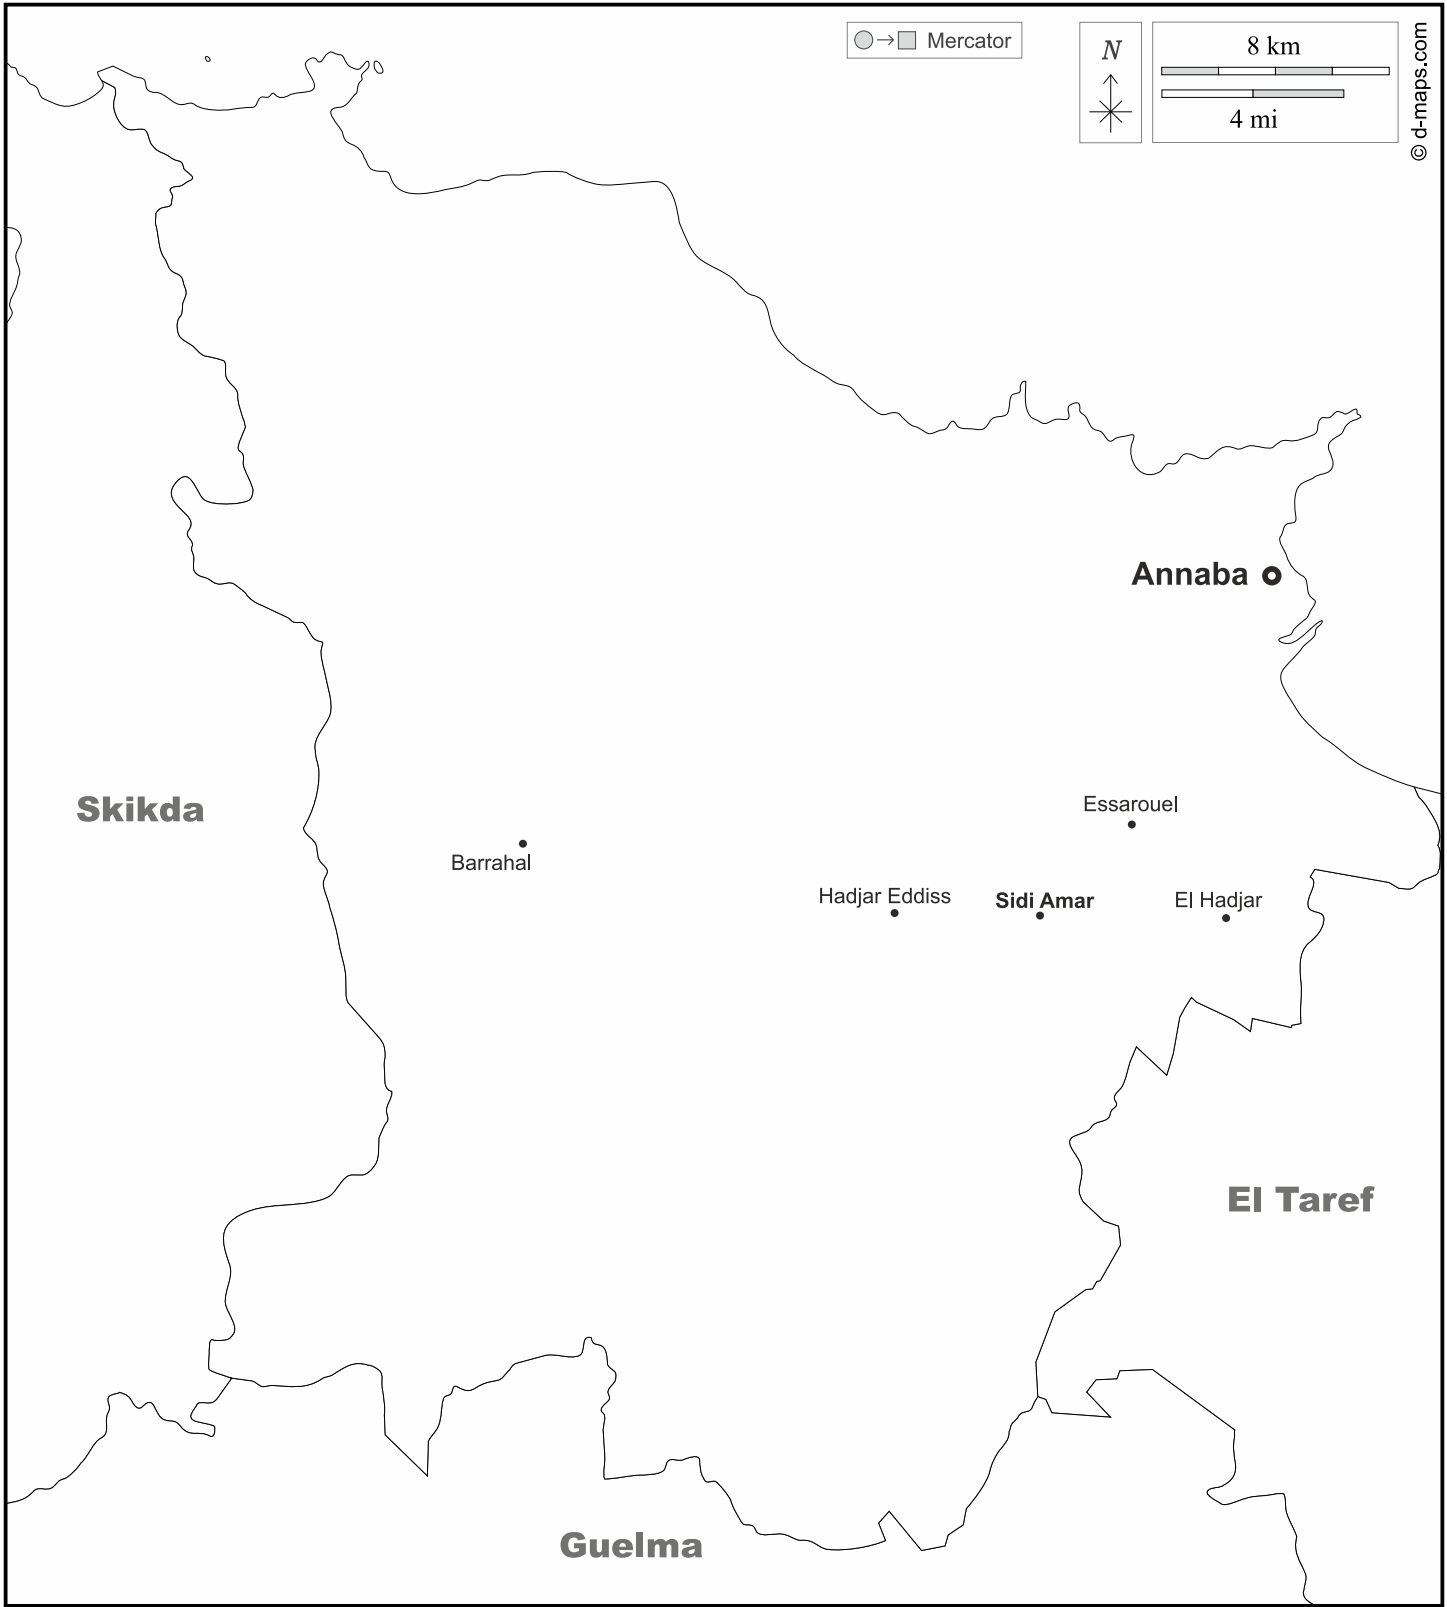 Mercator
N
8 km
4 mi
© d-maps.com
Annaba
Skikda
Essarouel
Barrahal
Hadjar Eddiss
Sidi Amar
El Hadjar
El Taref
Guelma